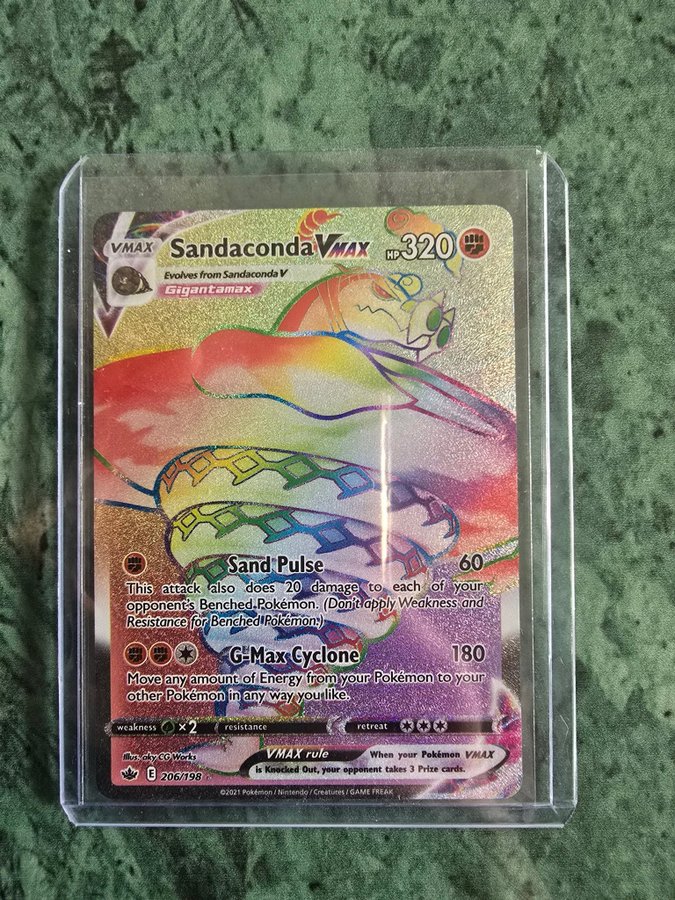 VMAX Sandaconda VMAX HP 320
Evolves from Sandaconda V
Gigantamax
Sand Pulse 60
This attack also does 20 damage to each of your
opponent's Benched Pokémon. (Don't apply Weakness and
Resistance for Benched Pokémon.)
G-Max Cyclone 180
Move any amount of Energy from your Pokémon to your
other Pokémon in any way you like.
weakness ×2 resistance retreat
Illus. aky CG Works
VMAX rule When your Pokémon VMAX
is Knocked Out, your opponent takes 3 Prize cards.
E 206/198
©2021 Pokémon / Nintendo / Creatures / GAME FREAK